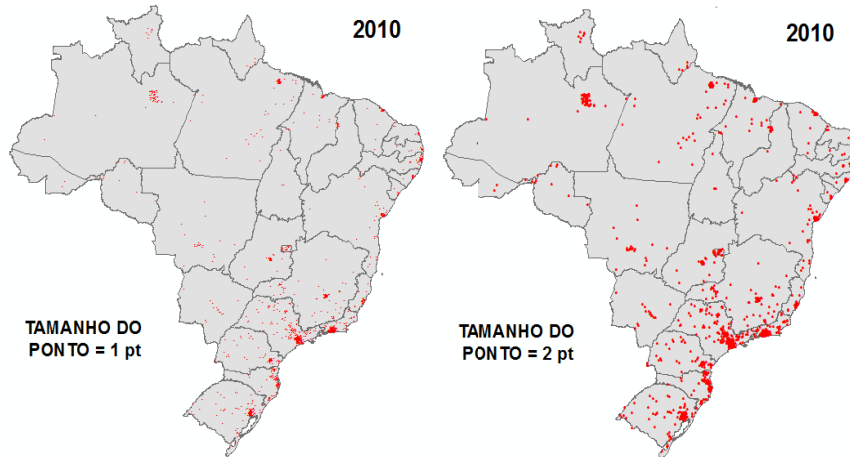 2010
TAMANHO DO
PONTO = 1 pt
2010
TAMANHO DO
PONTO = 2 pt